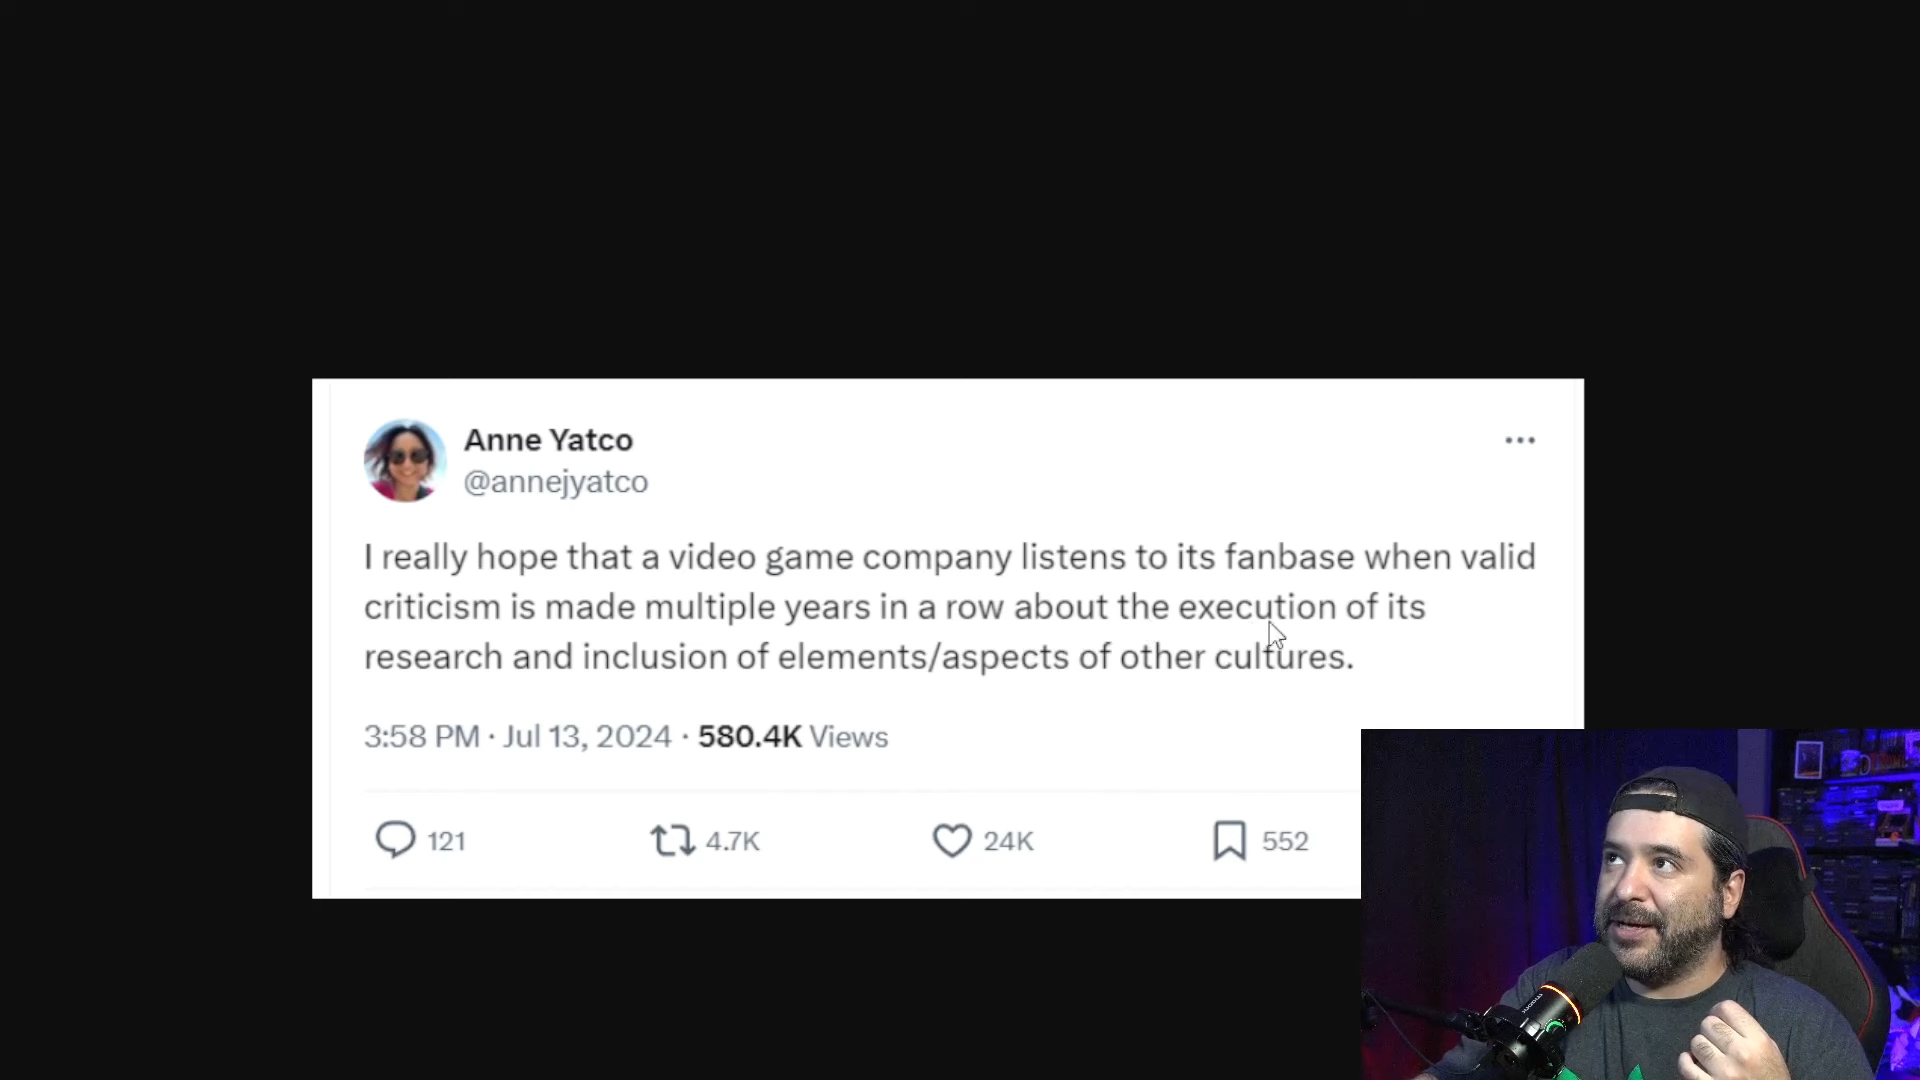 Anne Yatco
@annejyatco
I really hope that a video game company listens to its fanbase when valid
criticism is made multiple years in a row about the execution of its
research and inclusion of elements/aspects of other cultures.
3:58 PM · Jul 13, 2024 · 580.4K Views
121 4.7K 24K 552